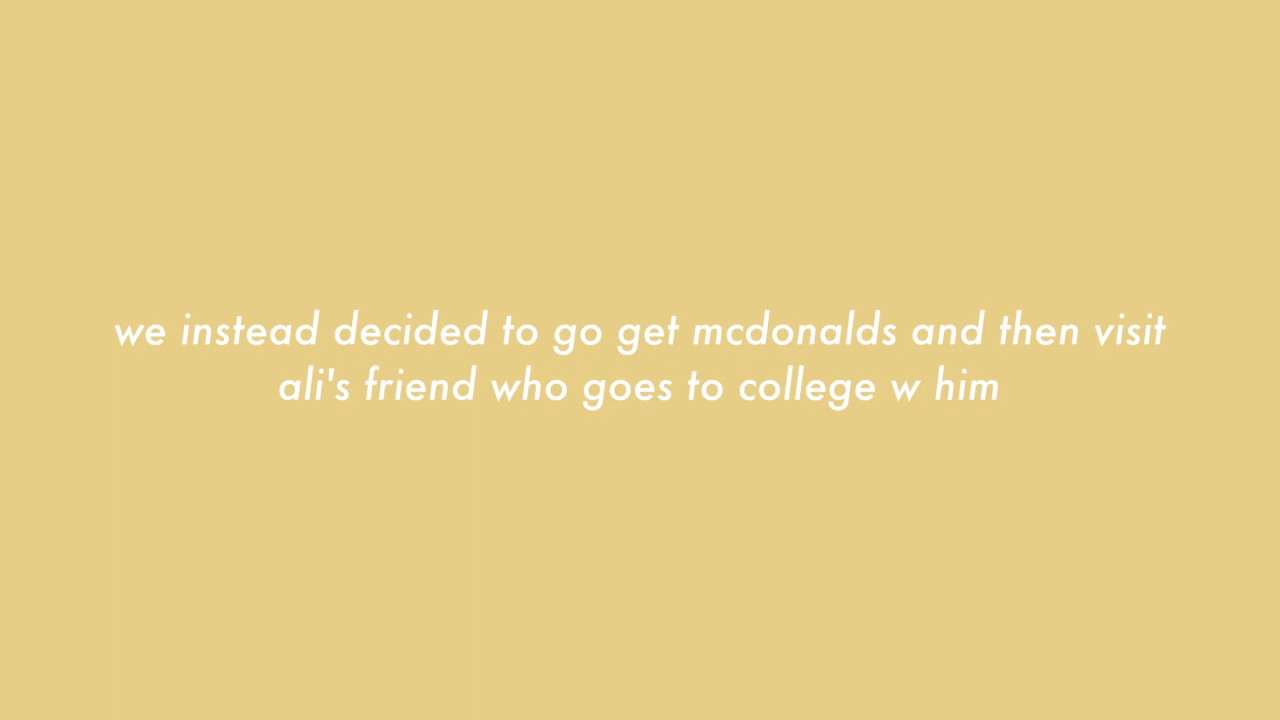 we instead decided to go get mcdonalds and then visit
ali's friend who goes to college w him